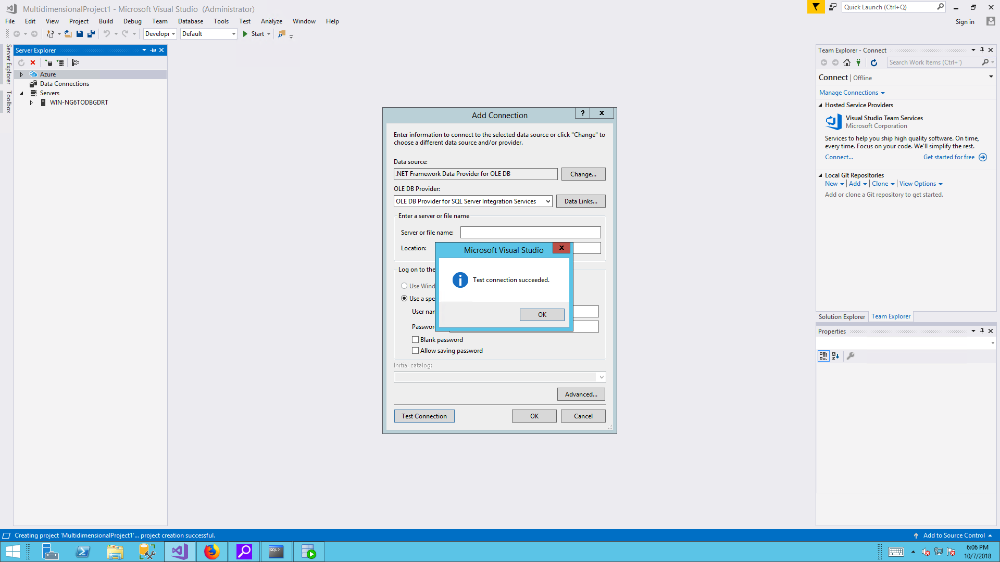 MultidimensionalProject1 - Microsoft Visual Studio (Administrator)
Quick Launch (Ctrl+Q)
File Edit View Project Build Debug Team Database Tools Test Analyze Window Help
Sign in
Develop
Default
Start
Server Explorer
Toolbox
Server Explorer
Azure
Data Connections
Servers
WIN-NG6TODBGDRT
Add Connection
?
x
Enter information to connect to the selected data source or click "Change" to
choose a different data source and/or provider.
Data source:
.NET Framework Data Provider for OLE DB
Change...
OLE DB Provider:
OLE DB Provider for SQL Server Integration Services
Data Links...
Enter a server or file name
Server or file name:
Location:
Log on to the
Use Wind
Use a spe
User nar
Passwor
Blank password
Allow saving password
Initial catalog:
Advanced...
Test Connection
OK
Cancel
Microsoft Visual Studio
x
Test connection succeeded.
OK
Team Explorer - Connect
Search Work Items (Ctrl+')
Connect | Offline
Manage Connections
Hosted Service Providers
Visual Studio Team Services
Microsoft Corporation
Services to help you ship high quality software. On time,
every time. Focus on your code. We'll simplify the rest.
Connect...
Get started for free
Local Git Repositories
New | Add | Clone | View Options
Add or clone a Git repository to get started.
Solution Explorer
Team Explorer
Properties
Creating project 'MultidimensionalProject1'... project creation successful.
Add to Source Control
SQL>
6:06 PM
10/7/2018